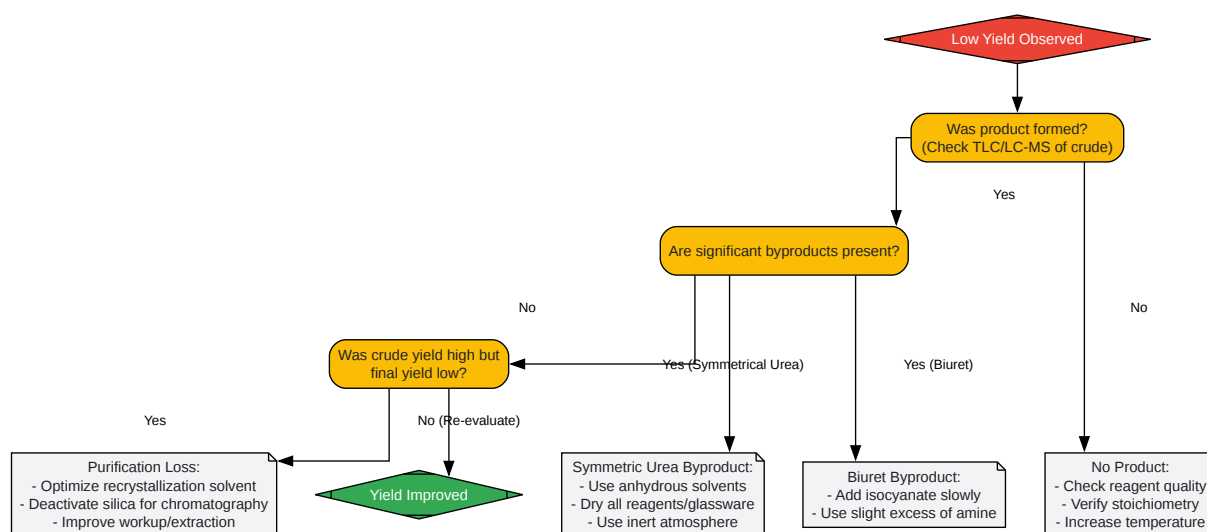 Low Yield Observed
Was product formed?
(Check TLC/LC-MS of crude)
Yes
Are significant byproducts present?
No
No
Was crude yield high but
final yield low?
Yes (Symmetrical Urea)
Yes (Biuret)
Yes
No (Re-evaluate)
Purification Loss:
- Optimize recrystallization solvent
- Deactivate silica for chromatography
- Improve workup/extraction
Yield Improved
Symmetric Urea Byproduct:
- Use anhydrous solvents
- Dry all reagents/glassware
- Use inert atmosphere
Biuret Byproduct:
- Add isocyanate slowly
- Use slight excess of amine
No Product:
- Check reagent quality
- Verify stoichiometry
- Increase temperature